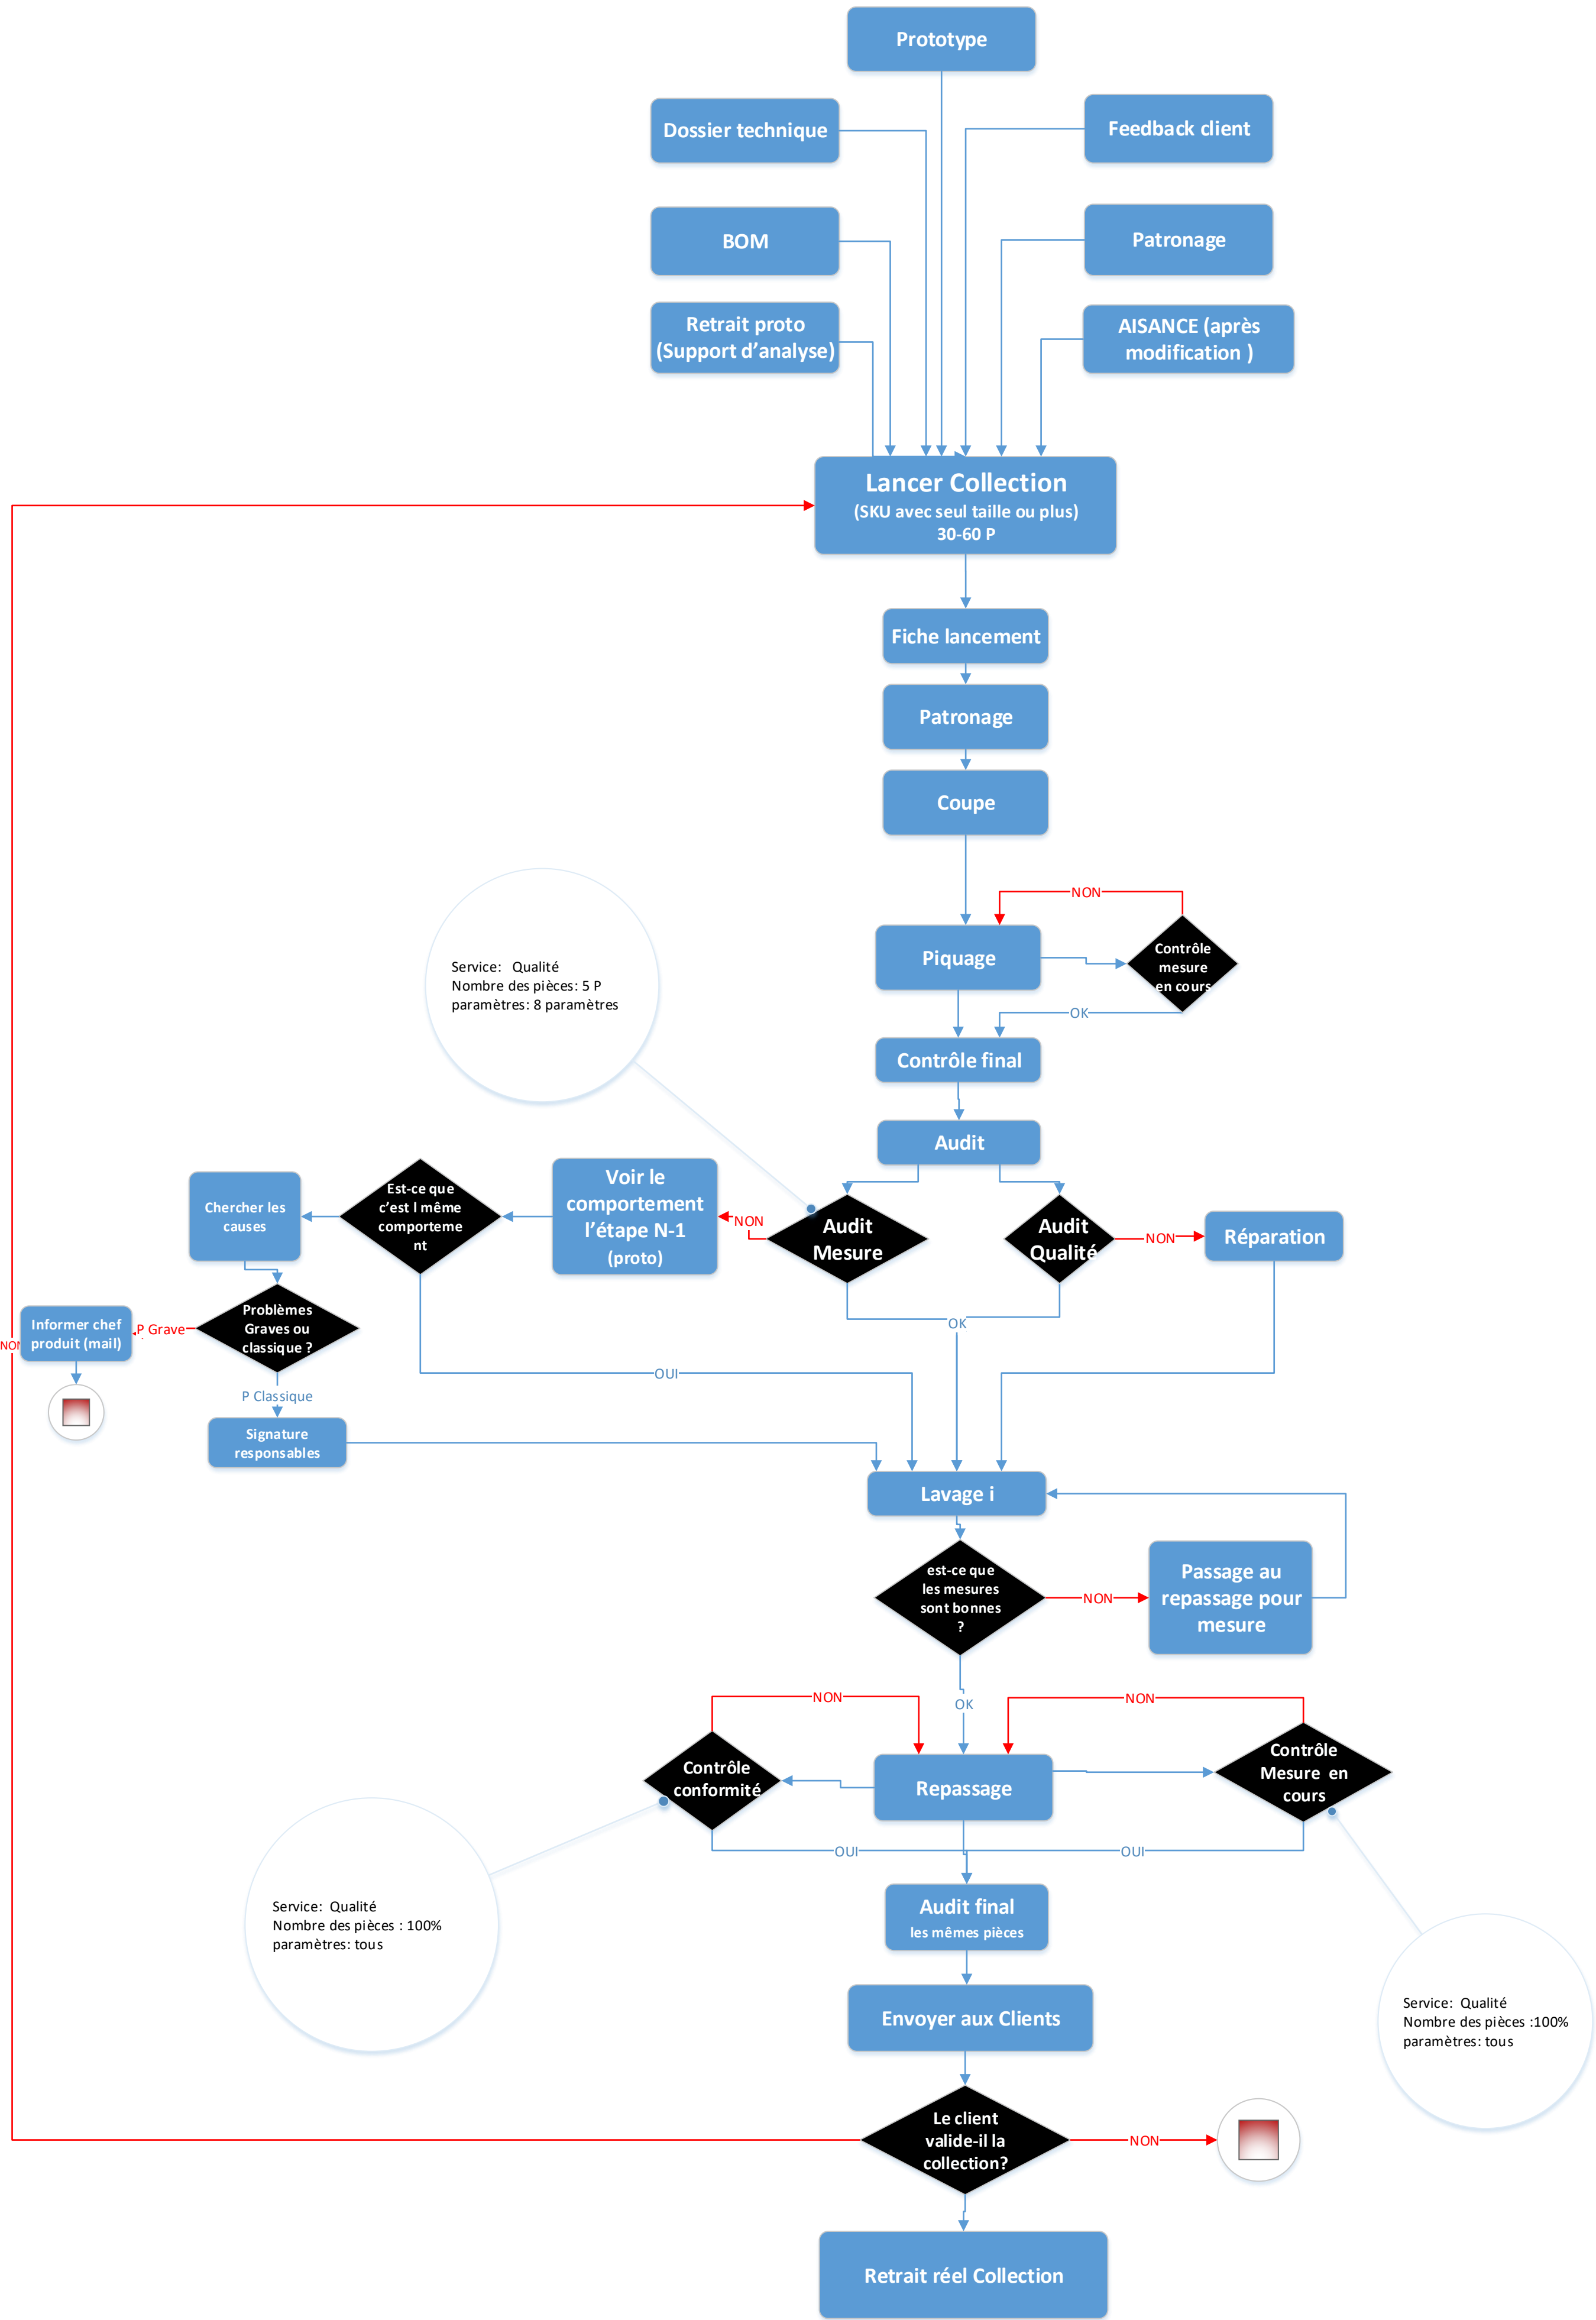 Prototype
Dossier technique
Feedback client
BOM
Patronage
Retrait proto
(Support d'analyse)
AISANCE (après
modification )
Lancer Collection
(SKU avec seul taille ou plus)
30-60 P
Fiche lancement
Patronage
Coupe
NON
Piquage
Contrôle
mesure
en cours
OK
Service:   Qualité
Nombre des pièces: 5 P
paramètres: 8 paramètres
Contrôle final
Audit
Chercher les
causes
Est-ce que
c'est l même
comporteme
nt
Voir le
comportement
l'étape N-1
(proto)
NON
Audit
Mesure
Audit
Qualité
NON
Réparation
Informer chef
produit (mail)
P Grave
Problèmes
Graves ou
classique ?
OK
NON
OUI
P Classique
Signature
responsables
Lavage i
est-ce que
les mesures
sont bonnes
?
NON
Passage au
repassage pour
mesure
NON
OK
NON
Contrôle
conformité
Repassage
Contrôle
Mesure  en
cours
OUI
OUI
Service:  Qualité
Nombre des pièces : 100%
paramètres: tous
Audit final
les mêmes pièces
Envoyer aux Clients
Service:  Qualité
Nombre des pièces :100%
paramètres: tous
Le client
valide-il la
collection?
NON
Retrait réel Collection